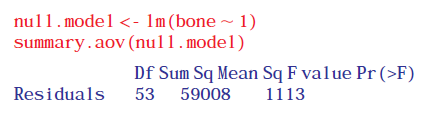 null.model <- lm(bone ~ 1)
summary.aov(null.model)
Df Sum Sq Mean Sq F value Pr(>F)
Residuals 53 59008 1113